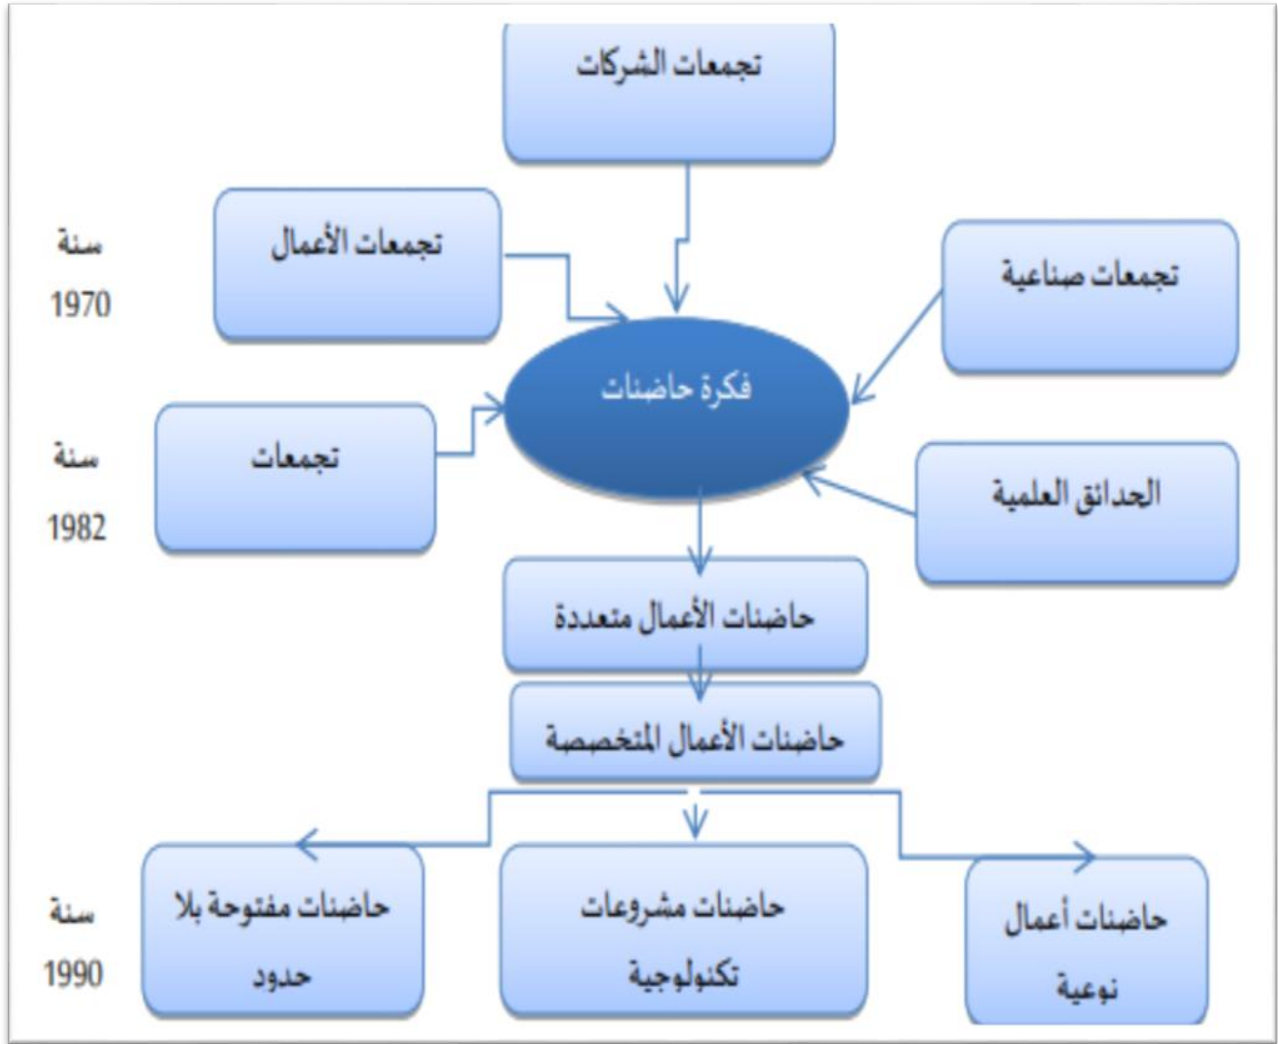 تجمعات الشركات
تجمعات صناعية
تجمعات الأعمال
سنة
1970
فكرة حاضنات
الحدائق العلمية
تجمعات
سنة
1982
حاضنات الأعمال متعددة
حاضنات الأعمال المتخصصة
حاضنات أعمال
نوعية
حاضنات مشروعات
تكنولوجية
حاضنات مفتوحة بلا
حدود
سنة
1990